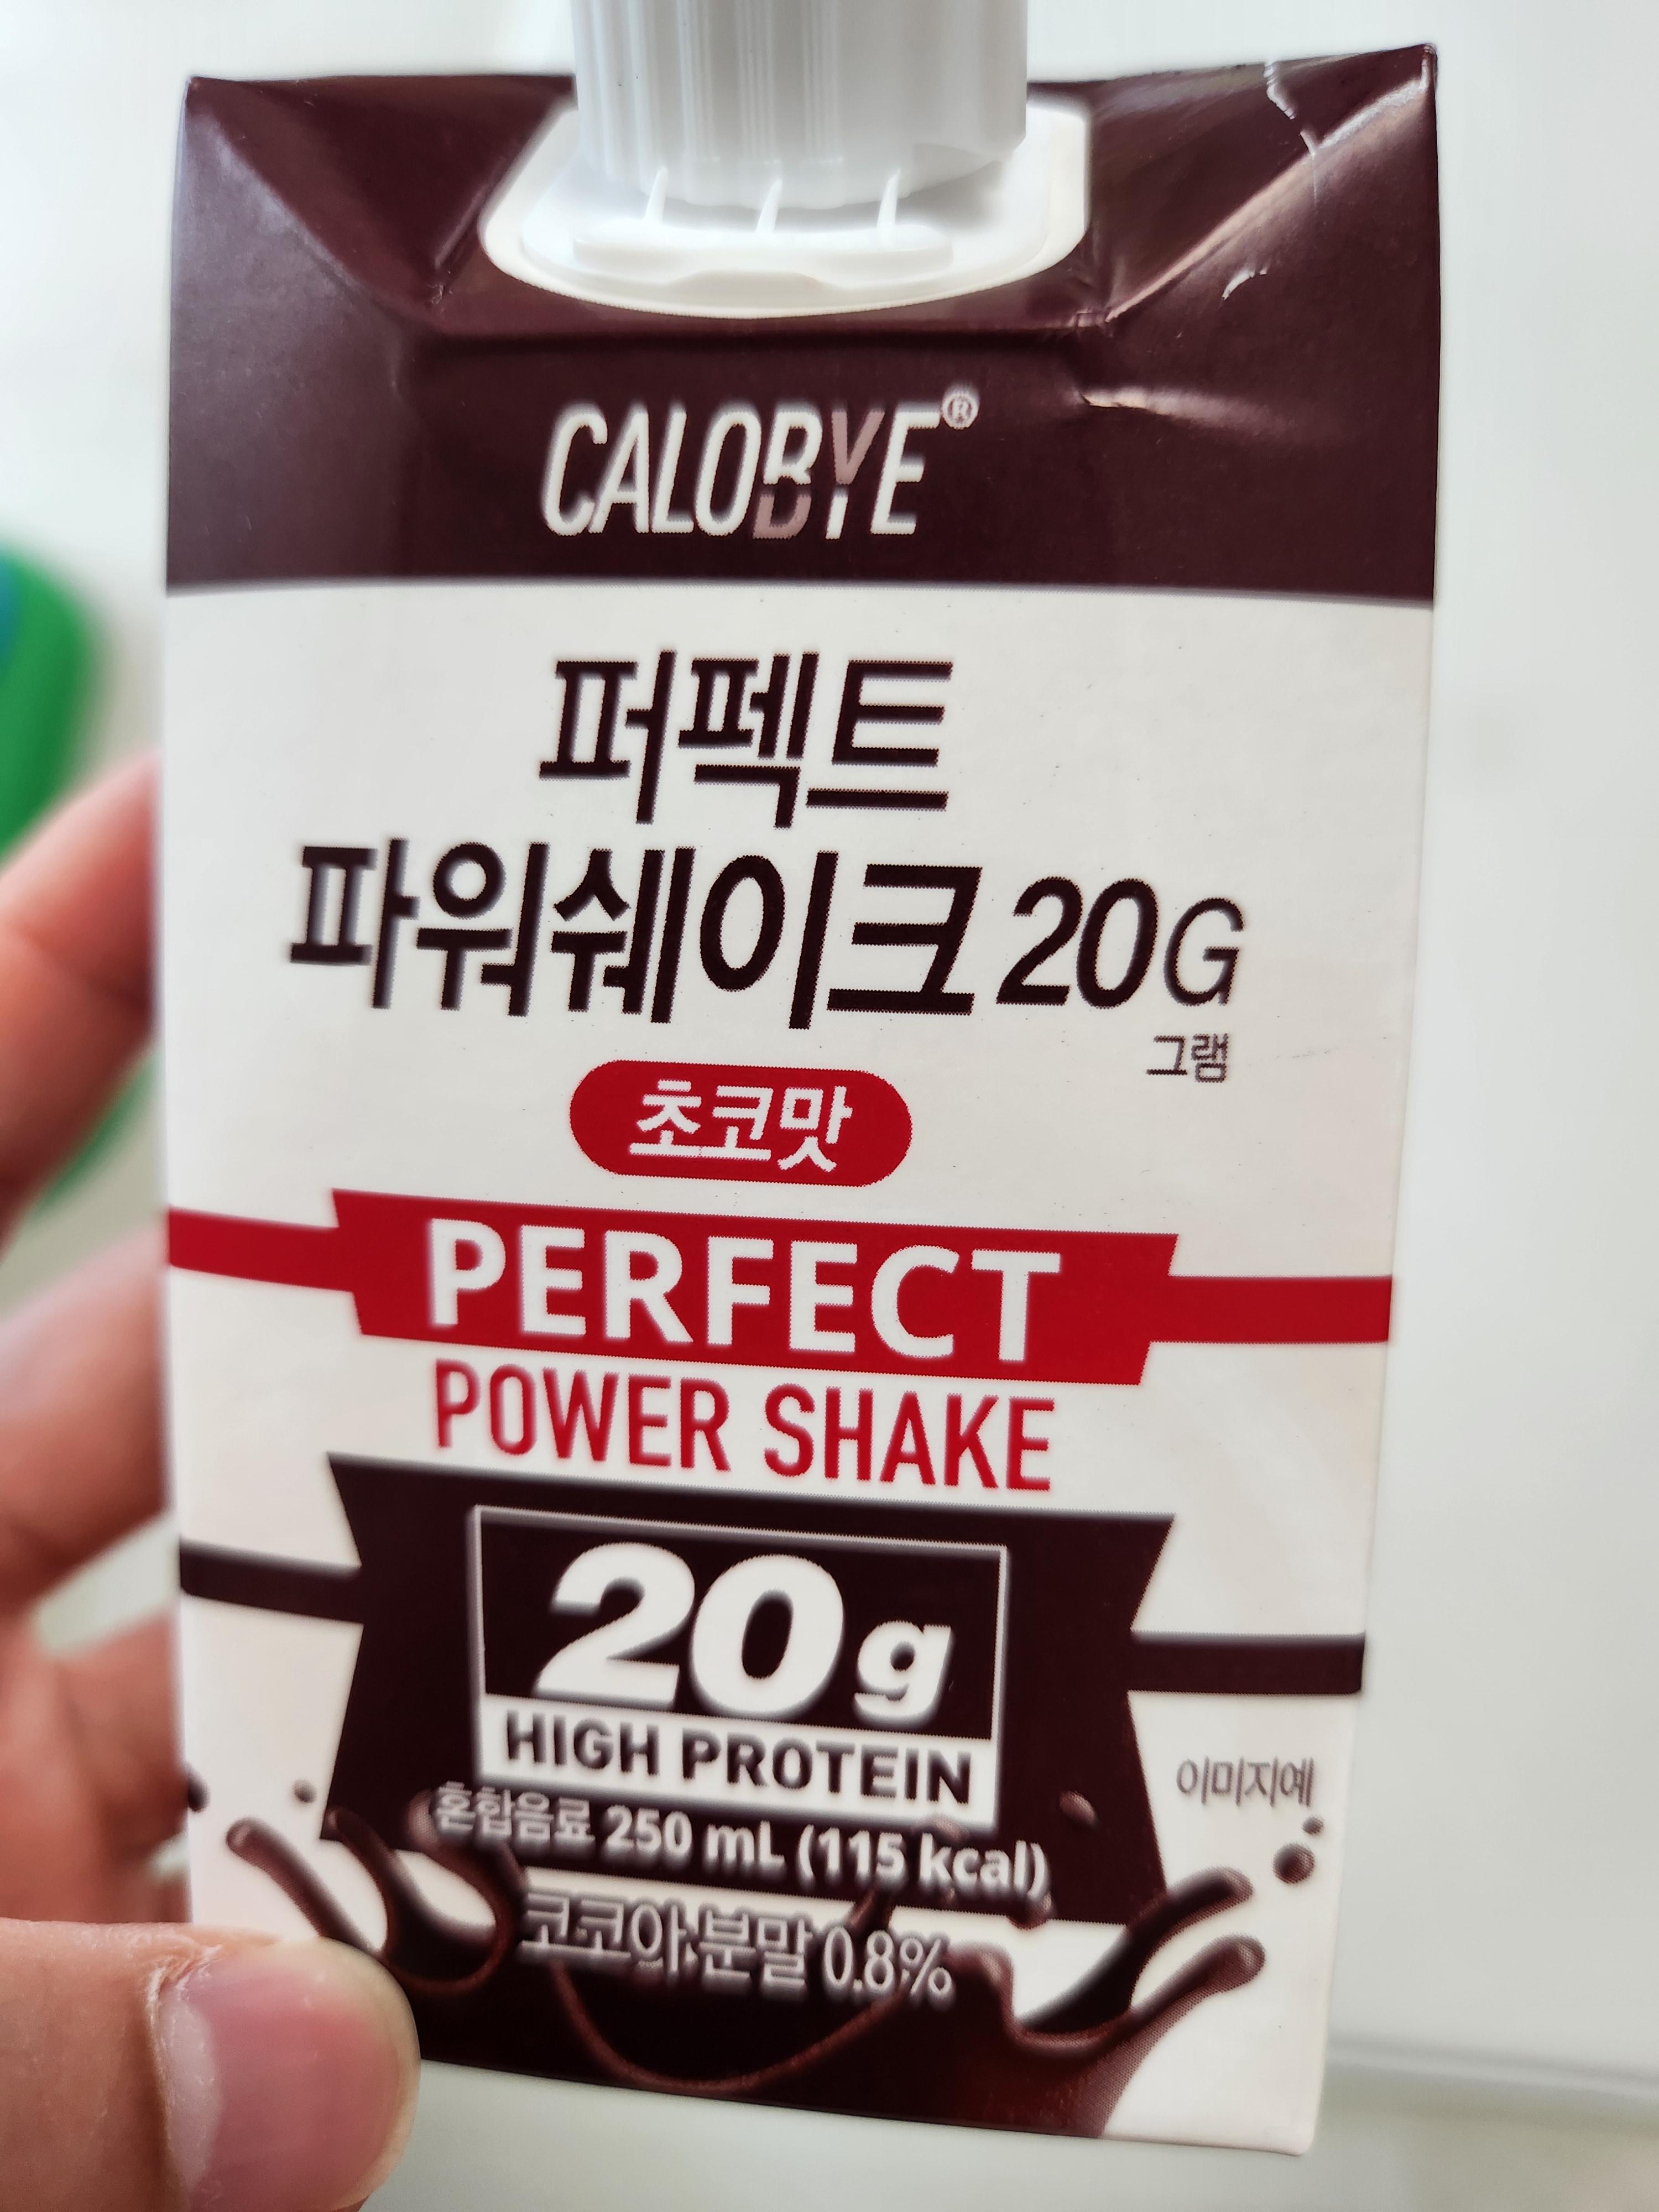 CALOBYE®
퍼펙트
파워쉐이크 20G
그램
초코맛
PERFECT
POWER SHAKE
20g
HIGH PROTEIN
이미지예
혼합음료 250 mL (115 kcal)
코코아분말 0.8%